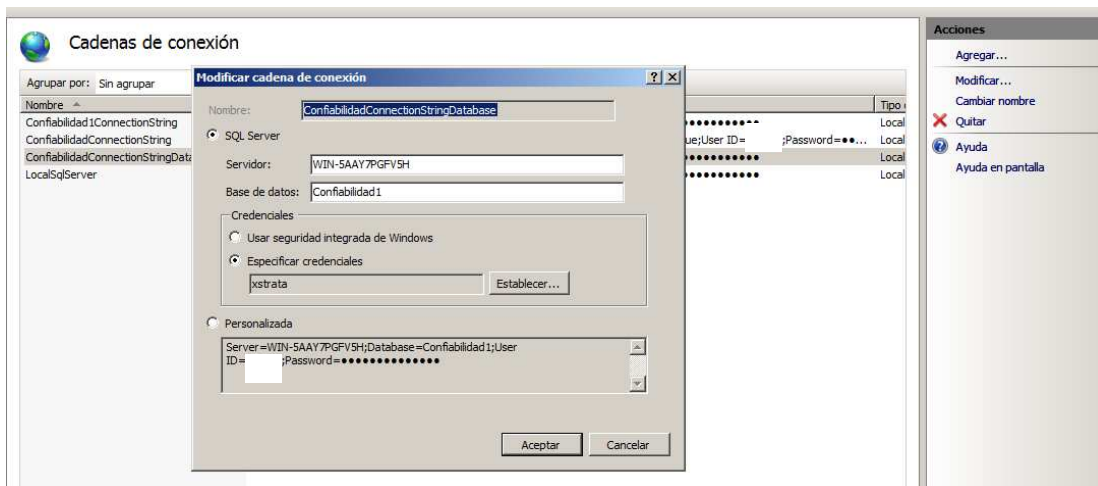 Cadenas de conexión
Agrupar por: Sin agrupar
Nombre
Tipo
Confiabilidad1ConnectionString
●●●●●●●●●●
Local
ConfiabilidadConnectionString
ue;User ID= ;Password=●●...
Local
ConfiabilidadConnectionStringData
●●●●●●●●●●●
Local
LocalSqlServer
●●●●●●●●●●●
Local
Modificar cadena de conexión
Nombre: ConfiabilidadConnectionStringDatabase
SQL Server
Servidor: WIN-5AAY7PGFV5H
Base de datos: Confiabilidad1
Credenciales
Usar seguridad integrada de Windows
Especificar credenciales
xstrata
Establecer...
Personalizada
Server=WIN-5AAY7PGFV5H;Database=Confiabilidad1;User
ID= ;Password=●●●●●●●●●●●●●●
Aceptar Cancelar
Acciones
Agregar...
Modificar...
Cambiar nombre
Quitar
Ayuda
Ayuda en pantalla